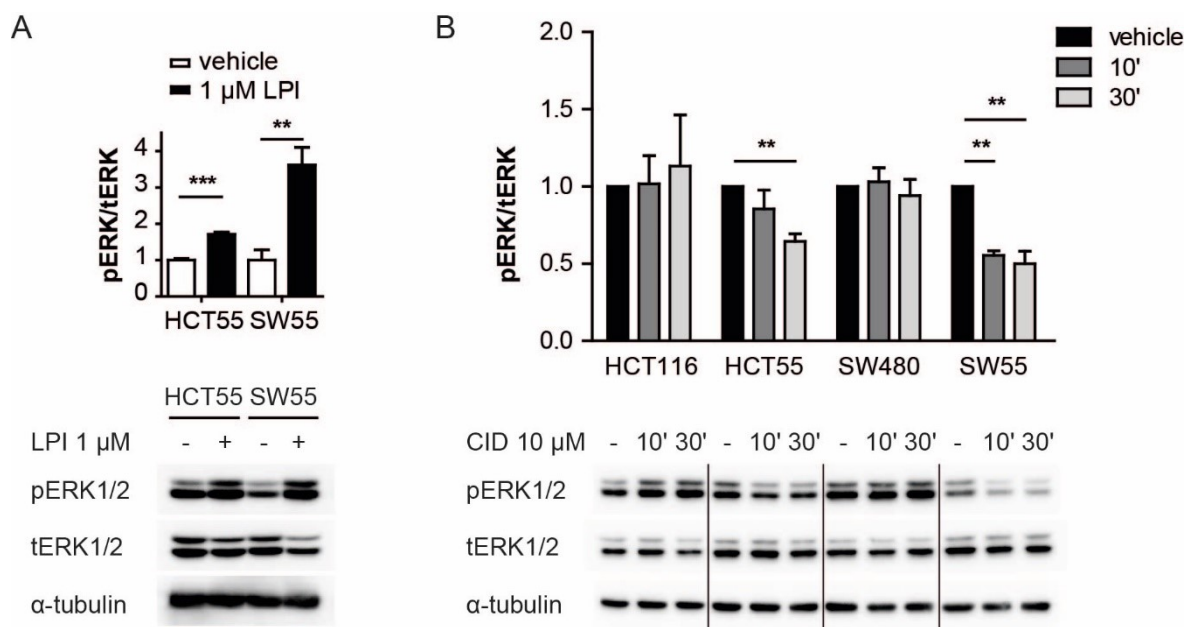 A
vehicle
1 µM LPI
pERK/tERK
4
3
2
1
0
***
**
HCT55 SW55
HCT55 SW55
LPI 1 µM - + - +
pERK1/2
tERK1/2
α-tubulin
B
vehicle
10'
30'
pERK/tERK
2.0
1.5
1.0
0.5
0.0
**
**
**
HCT116 HCT55 SW480 SW55
CID 10 µM - 10' 30' - 10' 30' - 10' 30' - 10' 30'
pERK1/2
tERK1/2
α-tubulin